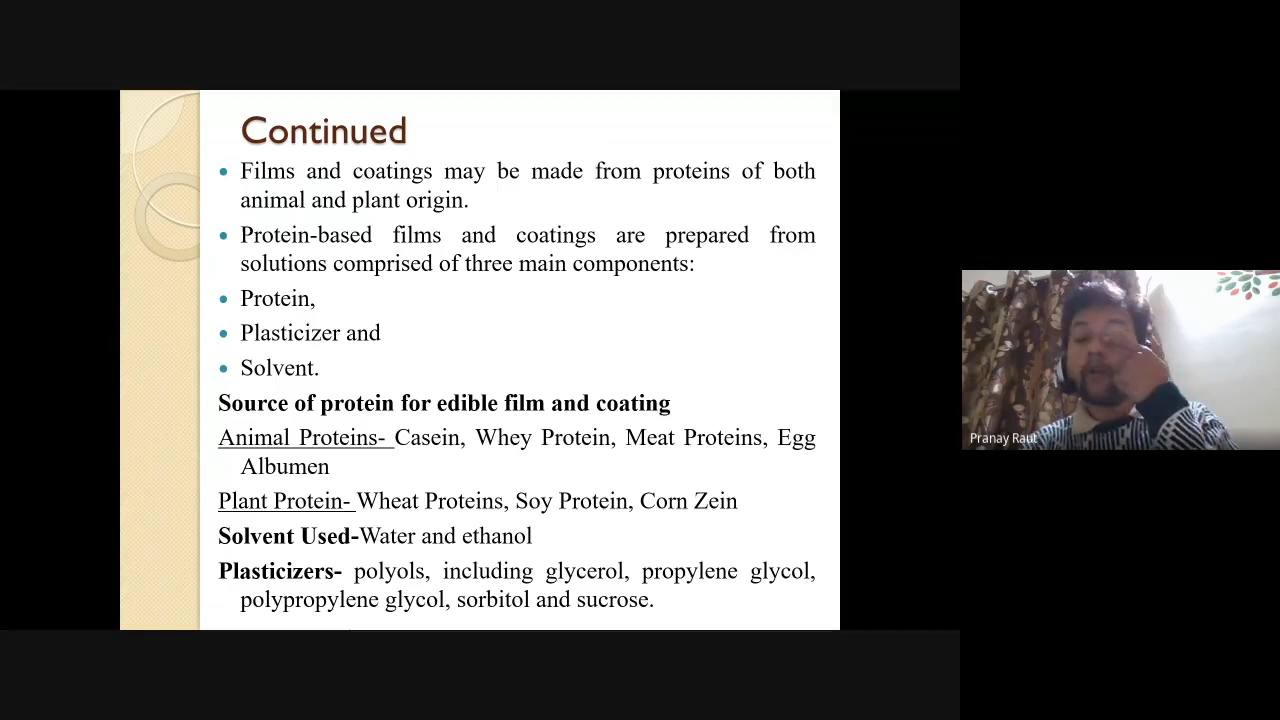 Continued
Films and coatings may be made from proteins of both
animal and plant origin.
Protein-based films and coatings are prepared from
solutions comprised of three main components:
Protein,
Plasticizer and
Solvent.
Source of protein for edible film and coating
Animal Proteins- Casein, Whey Protein, Meat Proteins, Egg
Albumen
Plant Protein- Wheat Proteins, Soy Protein, Corn Zein
Solvent Used-Water and ethanol
Plasticizers- polyols, including glycerol, propylene glycol,
polypropylene glycol, sorbitol and sucrose.
Pranay Raut